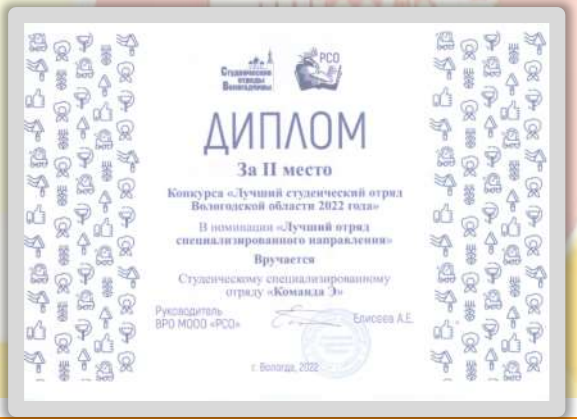 Студенческие
отряды
Вологодчины
РСО
ДИПЛОМ
За II место
Конкурса «Лучший студенческий отряд
Вологодской области 2022 года»
В номинации «Лучший отряд
специализированного направления»
Вручается
Студенческому специализированному
отряду «Команда Э»
Руководитель
ВРО МООО «РСО»
Елисеев А.Е.
г. Вологда, 2022